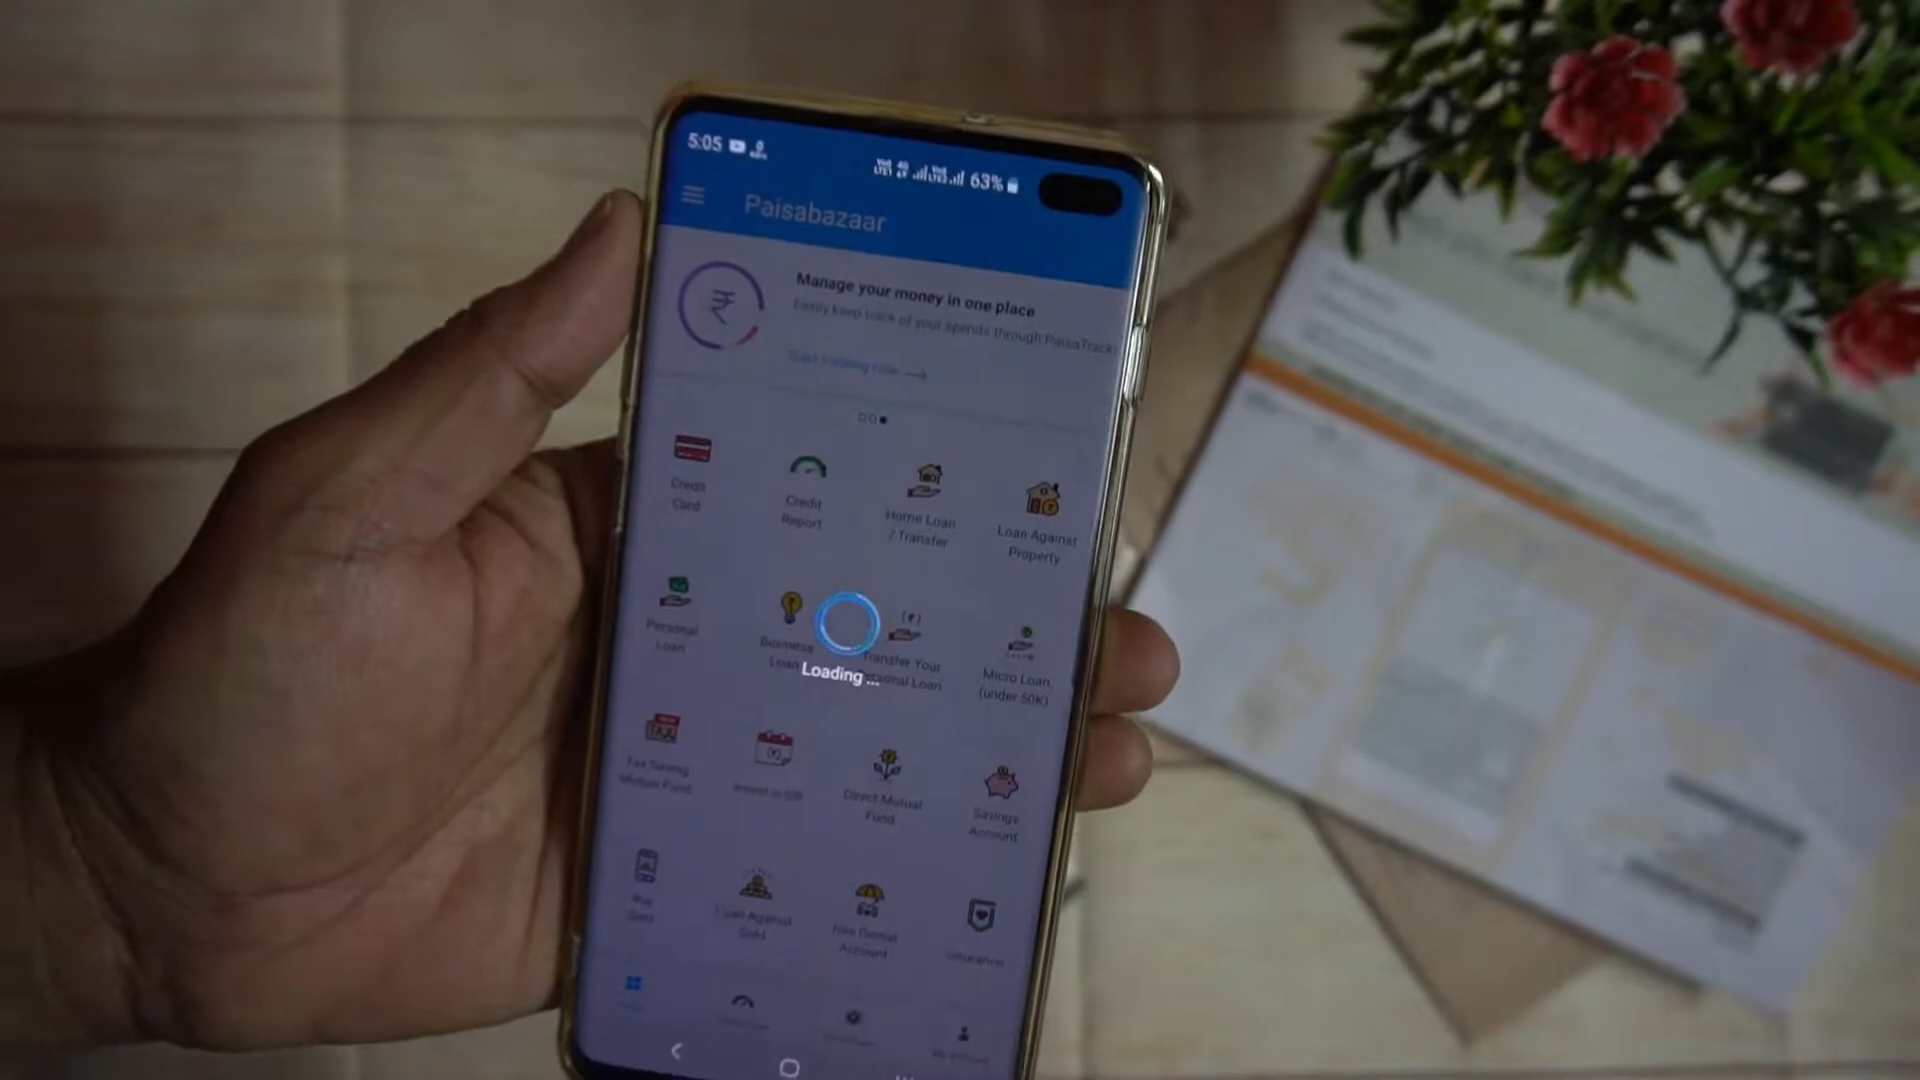 5:05
63%
Paisabazaar
Manage your money in one place
Easily keep track of your spends through PaisaTrack!
Start tracking now →
Credit
Card
Credit
Report
Home Loan
/ Transfer
Loan Against
Property
Personal
Loan
Business
Loan
Transfer Your
Personal Loan
Micro Loan
(under 50K)
Loading ...
TAX
Tax Saving
Mutual Fund
Direct Mutual
Fund
Savings
Account
Buy
Gold
Loan Against
Gold
Free Demat
Account
Insurance